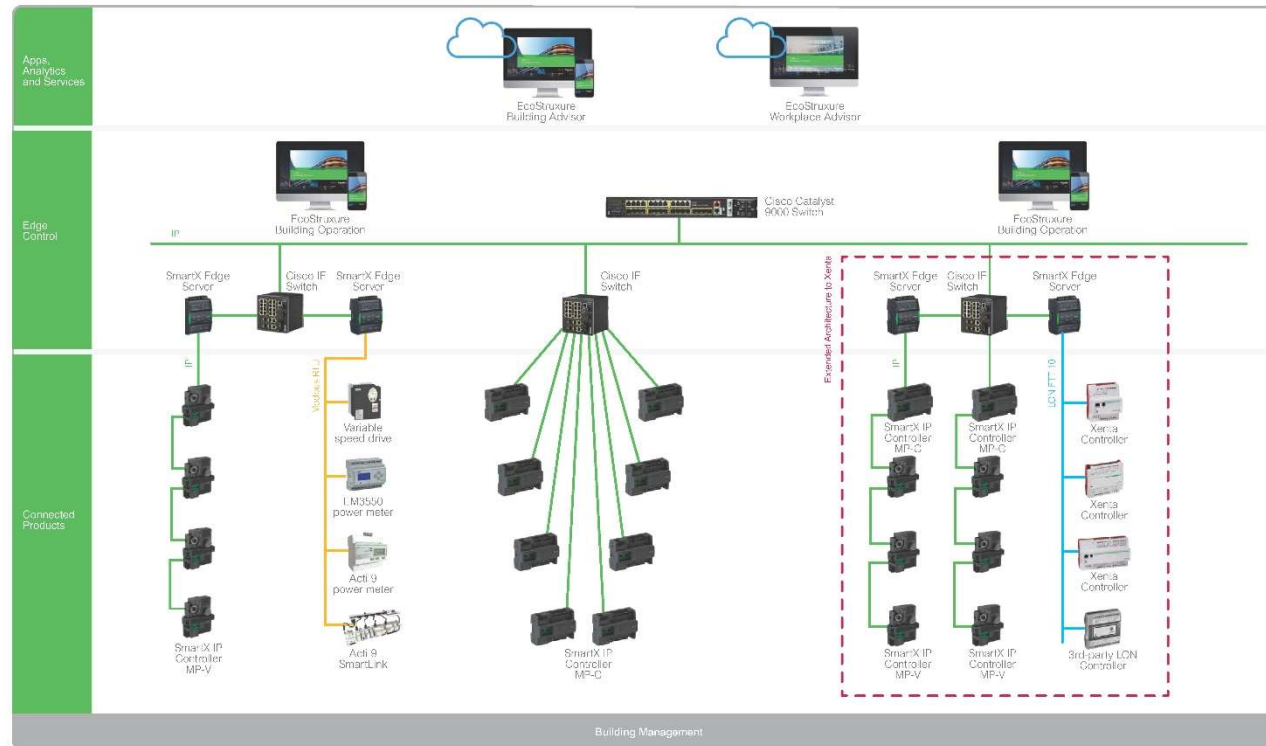 Apps,
Analytics
and Services
EcoStruxure
Building Advisor
EcoStruxure
Workplace Advisor
Edge
Control
EcoStruxure
Building Operation
Cisco Catalyst
9000 Switch
EcoStruxure
Building Operation
IP
SmartX Edge
Server
Cisco IE
Switch
SmartX Edge
Server
Cisco IE
Switch
Extended Architecture to Xenta
SmartX Edge
Server
Cisco IE
Switch
SmartX Edge
Server
Connected
Products
IP
Modbus RTU
Variable
speed drive
power meter
Acti 9
power meter
Acti 9
SmartLink
SmartX IP
Controller
MP-V
SmartX IP
Controller
MP-C
IP
LON FTT 10
SmartX IP
Controller
MP-C
SmartX IP
Controller
MP-C
SmartX IP
Controller
MP-V
SmartX IP
Controller
MP-V
Xenta
Controller
Xenta
Controller
Xenta
Controller
3rd-party LON
Controller
Building Management